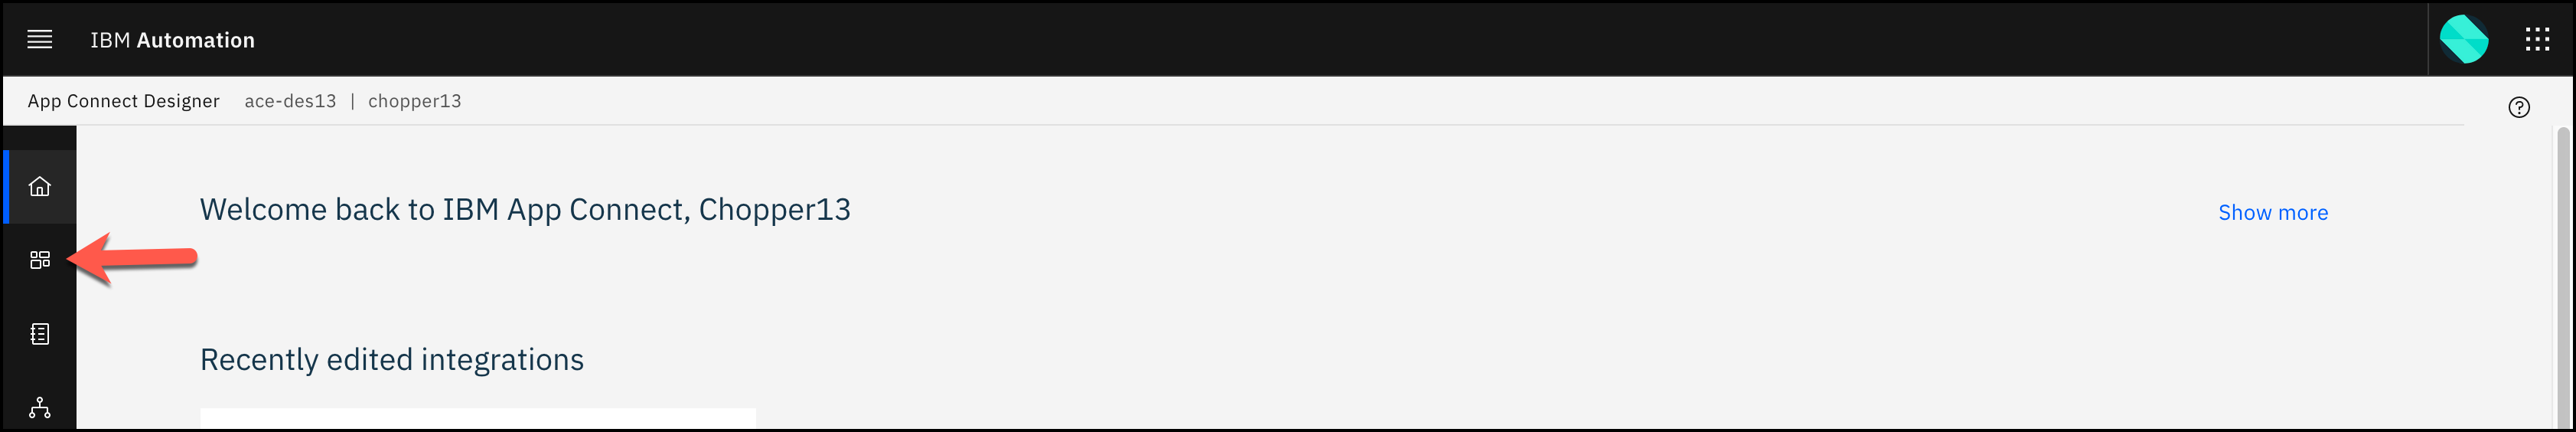 IBM Automation
App Connect Designer ace-des13 | chopper13
Welcome back to IBM App Connect, Chopper13
Show more
Recently edited integrations